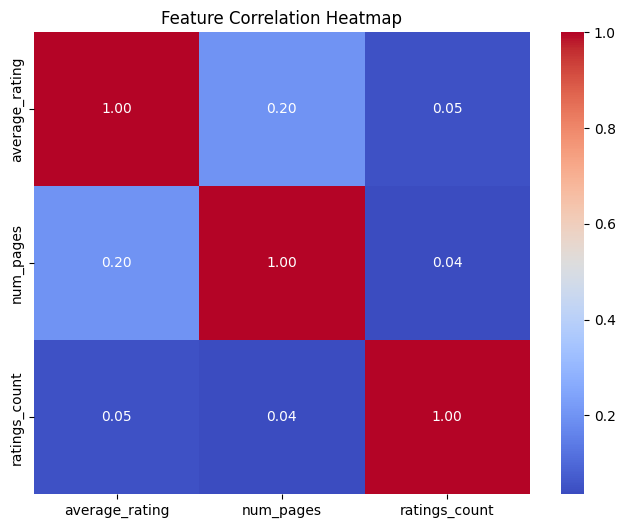 Feature Correlation Heatmap
average_rating
1.00 0.20 0.05
num_pages
0.20 1.00 0.04
ratings_count
0.05 0.04 1.00
average_rating num_pages ratings_count
1.0
0.8
0.6
0.4
0.2